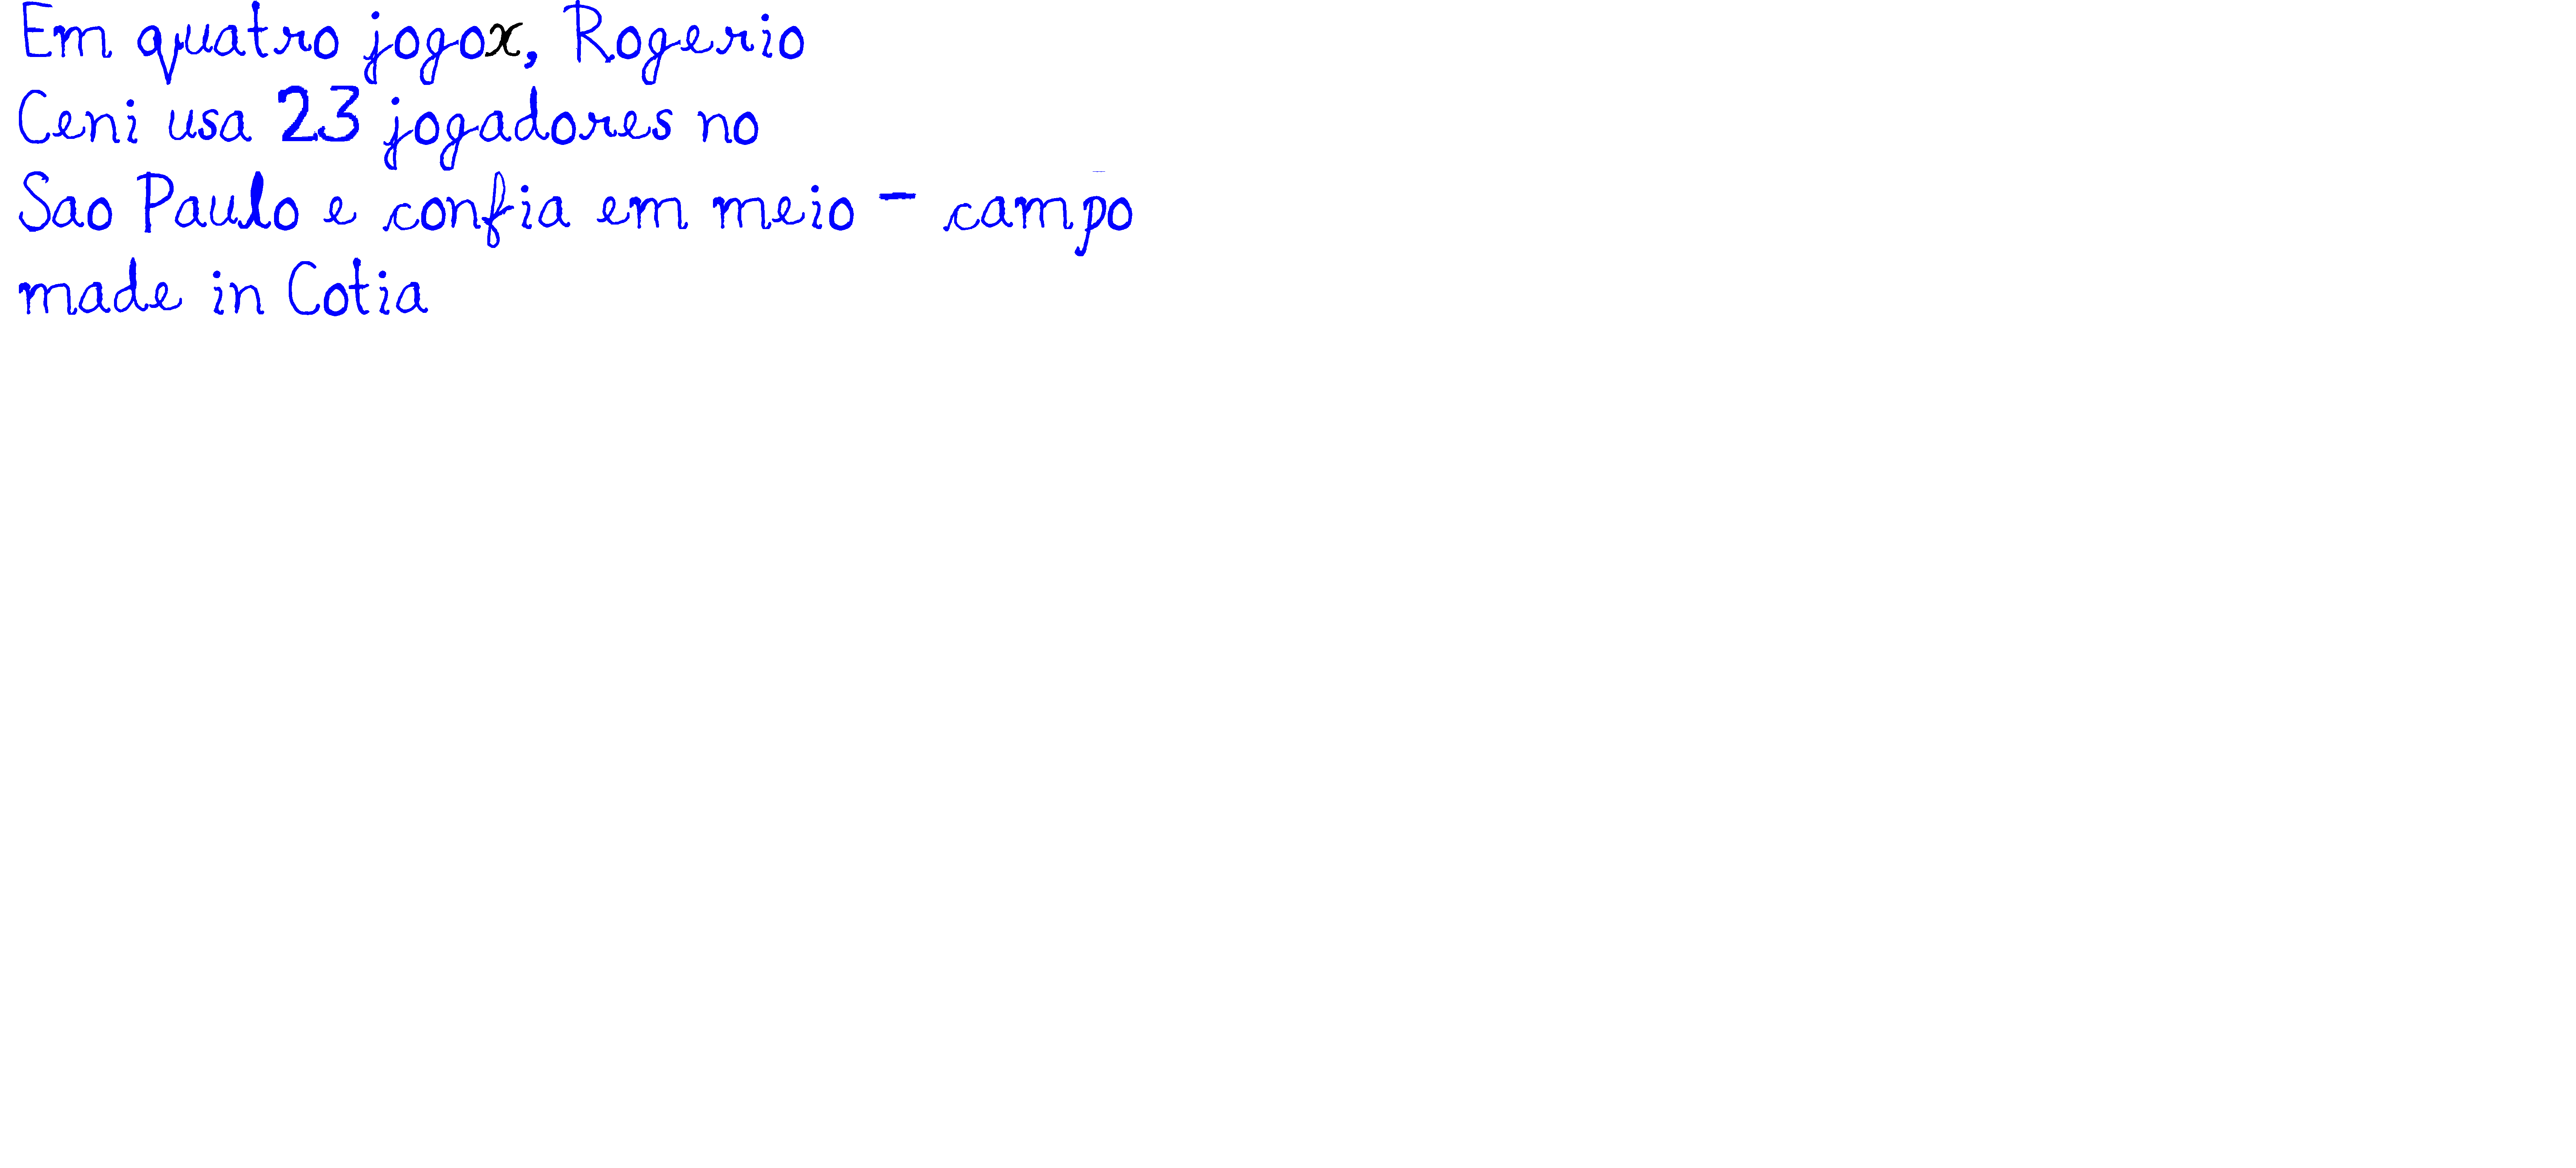 Em quatro jogox, Rogerio
Ceni usa 23 jogadores no
Sao Paulo e confia em meio - campo
made in Cotia